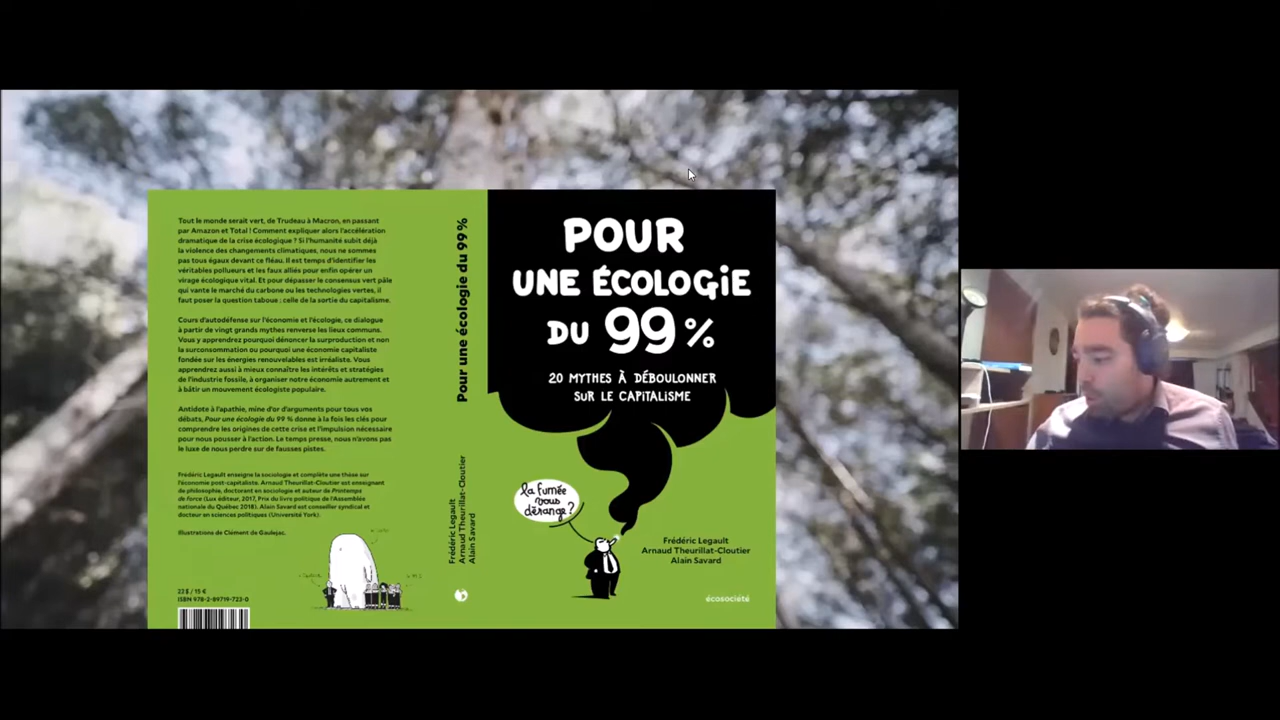 Tout le monde serait vert, de Trudeau à Macron, en passant
par Amazon et Total ! Comment expliquer alors l'accélération
dramatique de la crise écologique ? Si l'humanité subit déjà
la violence des changements climatiques, nous ne sommes
pas tous égaux devant ce fléau. Il est temps d'identifier les
véritables pollueurs et les faux alliés pour enfin opérer un
virage écologique vital. Et pour dépasser le consensus vert pâle
qui vante le marché du carbone ou les technologies vertes, il
faut poser la question taboue : celle de la sortie du capitalisme.
Cours d'autodéfense sur l'économie et l'écologie, ce dialogue
à partir de vingt grands mythes renverse les lieux communs.
Vous y apprendrez pourquoi dénoncer la surproduction et non
la surconsommation ou pourquoi une économie capitaliste
fondée sur les énergies renouvelables est irréaliste. Vous
apprendrez aussi à mieux connaître les intérêts et stratégies
de l'industrie fossile, à organiser notre économie autrement et
à bâtir un mouvement écologiste populaire.
Antidote à l'apathie, mine d'or d'arguments pour tous vos
débats, Pour une écologie du 99 % donne à la fois les clés pour
comprendre les origines de cette crise et l'impulsion nécessaire
pour nous pousser à l'action. Le temps presse, nous n'avons pas
le luxe de nous perdre sur de fausses pistes.
Frédéric Legault enseigne la sociologie et complète une thèse sur
l'économie post-capitaliste. Arnaud Theurillat-Cloutier est enseignant
de philosophie, doctorant en sociologie et auteur de Printemps
de force (Lux éditeur, 2017, Prix du livre politique de l'Assemblée
nationale du Québec 2018). Alain Savard est conseiller syndical et
docteur en sciences politiques (Université York).
Illustrations de Clément de Gaulejac.
22 $ / 15 €
ISBN 978-2-89719-723-0
Pour une écologie du 99 %
Frédéric Legault
Arnaud Theurillat-Cloutier
Alain Savard
POUR
UNE ÉCOLOGIE
DU 99 %
20 MYTHES À DÉBOULONNER
SUR LE CAPITALISME
la fumée
vous
dérange ?
Frédéric Legault
Arnaud Theurillat-Cloutier
Alain Savard
écosociété